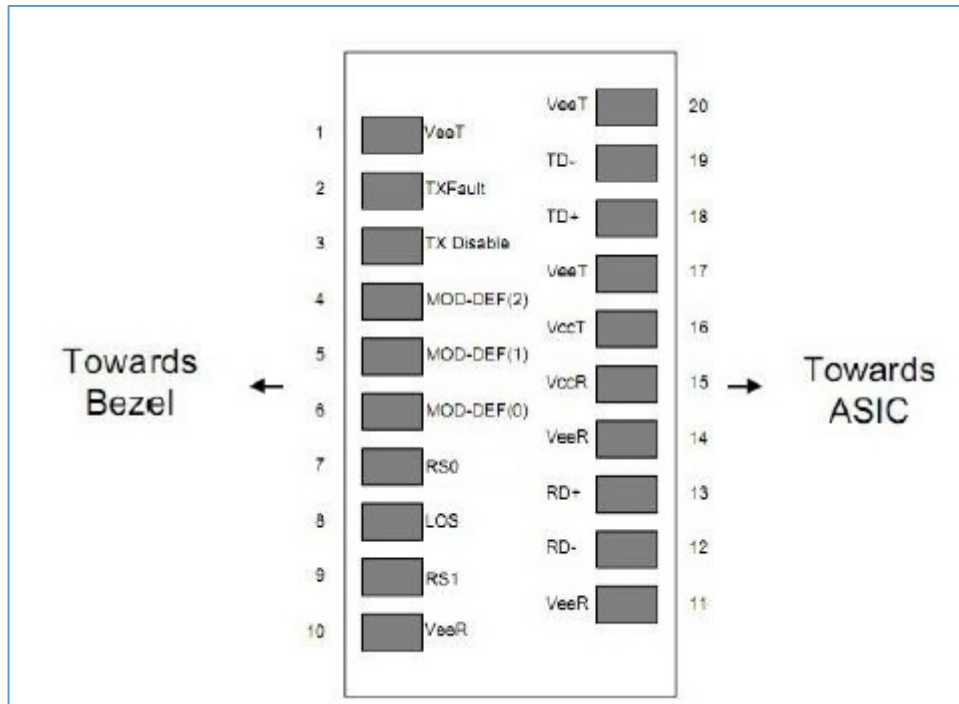 VeeT 20
1 VeeT
TD- 19
2 TXFault
TD+ 18
3 TX Disable
VeeT 17
4 MOD-DEF(2)
VccT 16
5 MOD-DEF(1)
Towards
Bezel
VccR 15
Towards
ASIC
6 MOD-DEF(0)
VeeR 14
7 RS0
RD+ 13
8 LOS
RD- 12
9 RS1
VeeR 11
10 VeeR